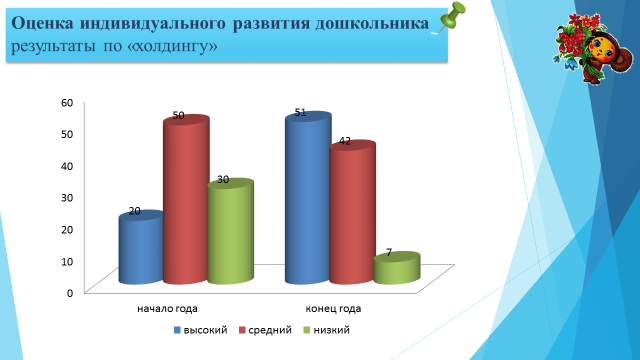 Оценка индивидуального развития дошкольника
результаты по «холдингу»
60
50
40
30
20
10
0
20
50
30
51
42
7
начало года
конец года
высокий
средний
низкий